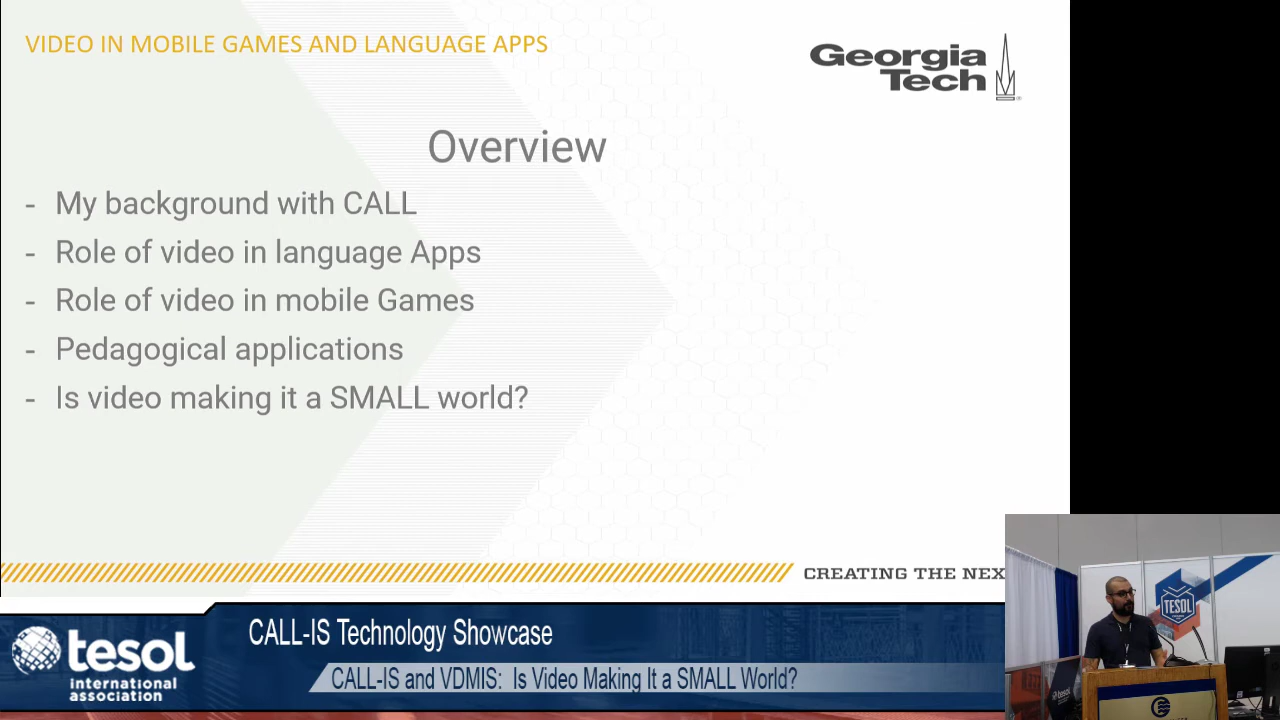 VIDEO IN MOBILE GAMES AND LANGUAGE APPS
Georgia
Tech
Overview
- My background with CALL
- Role of video in language Apps
- Role of video in mobile Games
- Pedagogical applications
- Is video making it a SMALL world?
CREATING THE NEX
CALL-IS Technology Showcase
tesol
international
association
CALL-IS and VDMIS: Is Video Making It a SMALL World?
TESOL
tesol